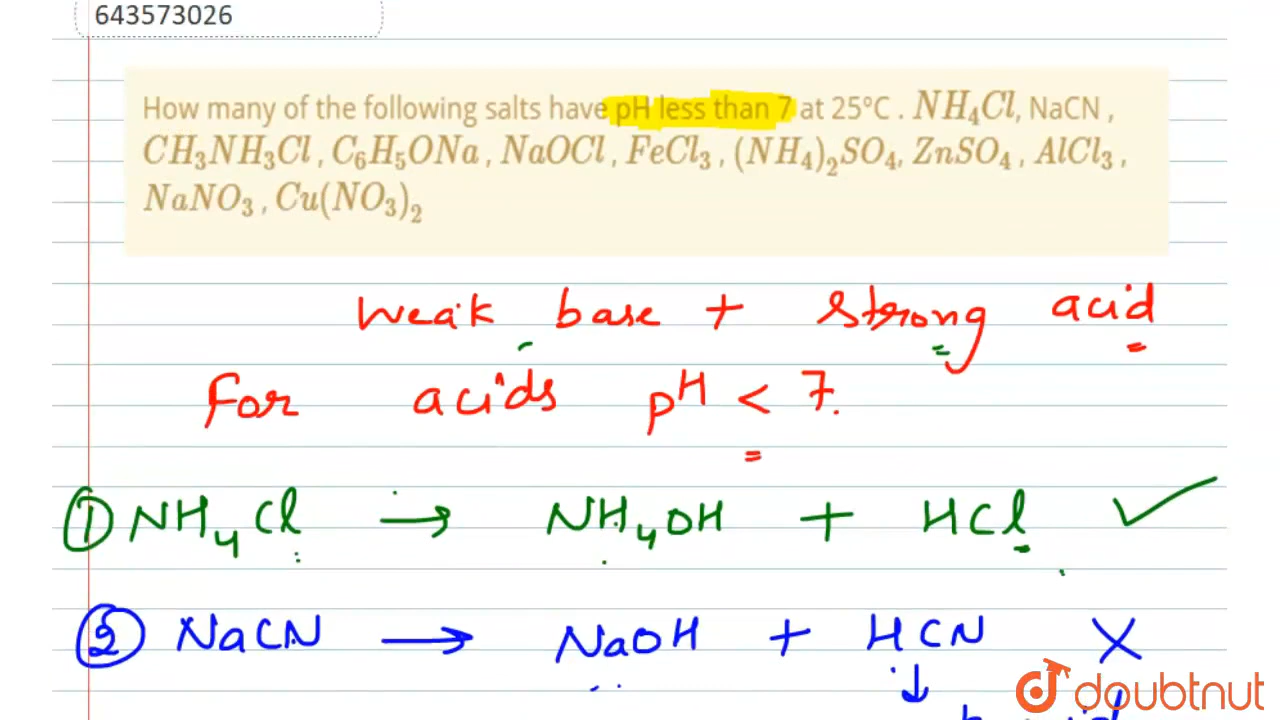 643573026
How many of the following salts have pH less than 7 at 25°C . NH₄Cl, NaCN ,
CH₃NH₃Cl , C₆H₅ONa , NaOCl , FeCl₃ , (NH₄)₂SO₄, ZnSO₄ , AlCl₃ ,
NaNO₃ , Cu(NO₃)₂
Weak base + strong acid
For acids pH < 7.
① NH₄Cl → NH₄OH + HCl ✓
② NaCN → NaOH + HCN X
↓
doubtnut